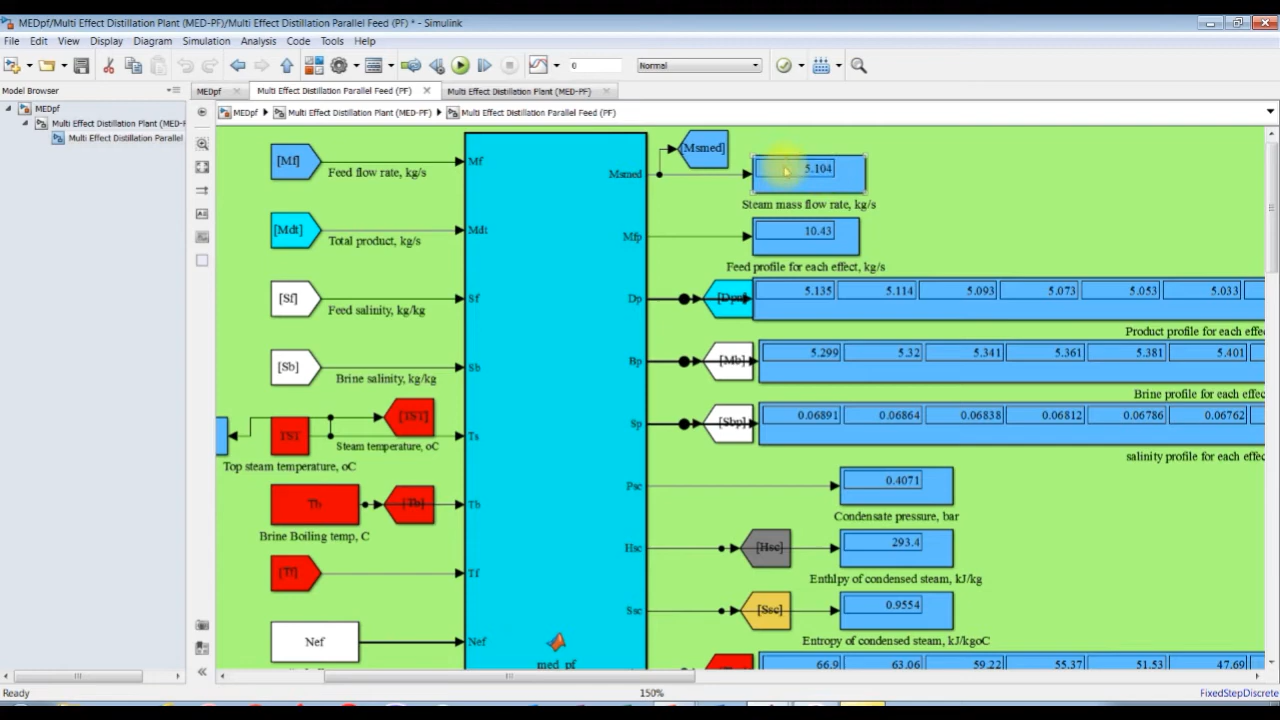 MEDpf/Multi Effect Distillation Plant (MED-PF)/Multi Effect Distillation Parallel Feed (PF) * - Simulink
File Edit View Display Diagram Simulation Analysis Code Tools Help
0 Normal
Model Browser
MEDpf Multi Effect Distillation Parallel Feed (PF) Multi Effect Distillation Plant (MED-PF)
MEDpf
Multi Effect Distillation Plant (MED-P
Multi Effect Distillation Parallel
MEDpf Multi Effect Distillation Plant (MED-PF) Multi Effect Distillation Parallel Feed (PF)
[Mf]
Feed flow rate, kg/s
Mf
[Msmed]
Msmed
5.104
Steam mass flow rate, kg/s
[Mdt]
Total product, kg/s
Mdt
Mfp
10.43
Feed profile for each effect, kg/s
[Sf]
Feed salinity, kg/kg
Sf
Dp
5.135 5.114 5.093 5.073 5.053 5.033
Product profile for each effec
[Sb]
Brine salinity, kg/kg
Sb
Bp
[Mb]
5.299 5.32 5.341 5.361 5.381 5.401
Brine profile for each effec
TST
[TST]
Steam temperature, oC
Top steam temperature, oC
Ts
Sp
[Sbp]
0.06891 0.06864 0.06838 0.06812 0.06786 0.06762
salinity profile for each effec
Tb
[Tb]
Brine Boiling temp, C
Tb
Psc
0.4071
Condensate pressure, bar
[Tf]
Tf
Hsc
[Hsc]
293.4
Enthlpy of condensed steam, kJ/kg
Nef
Nef
Ssc
[Ssc]
0.9554
Entropy of condensed steam, kJ/kgoC
med_pf
66.9 63.06 59.22 55.37 51.53 47.69
Ready 150% FixedStepDiscrete